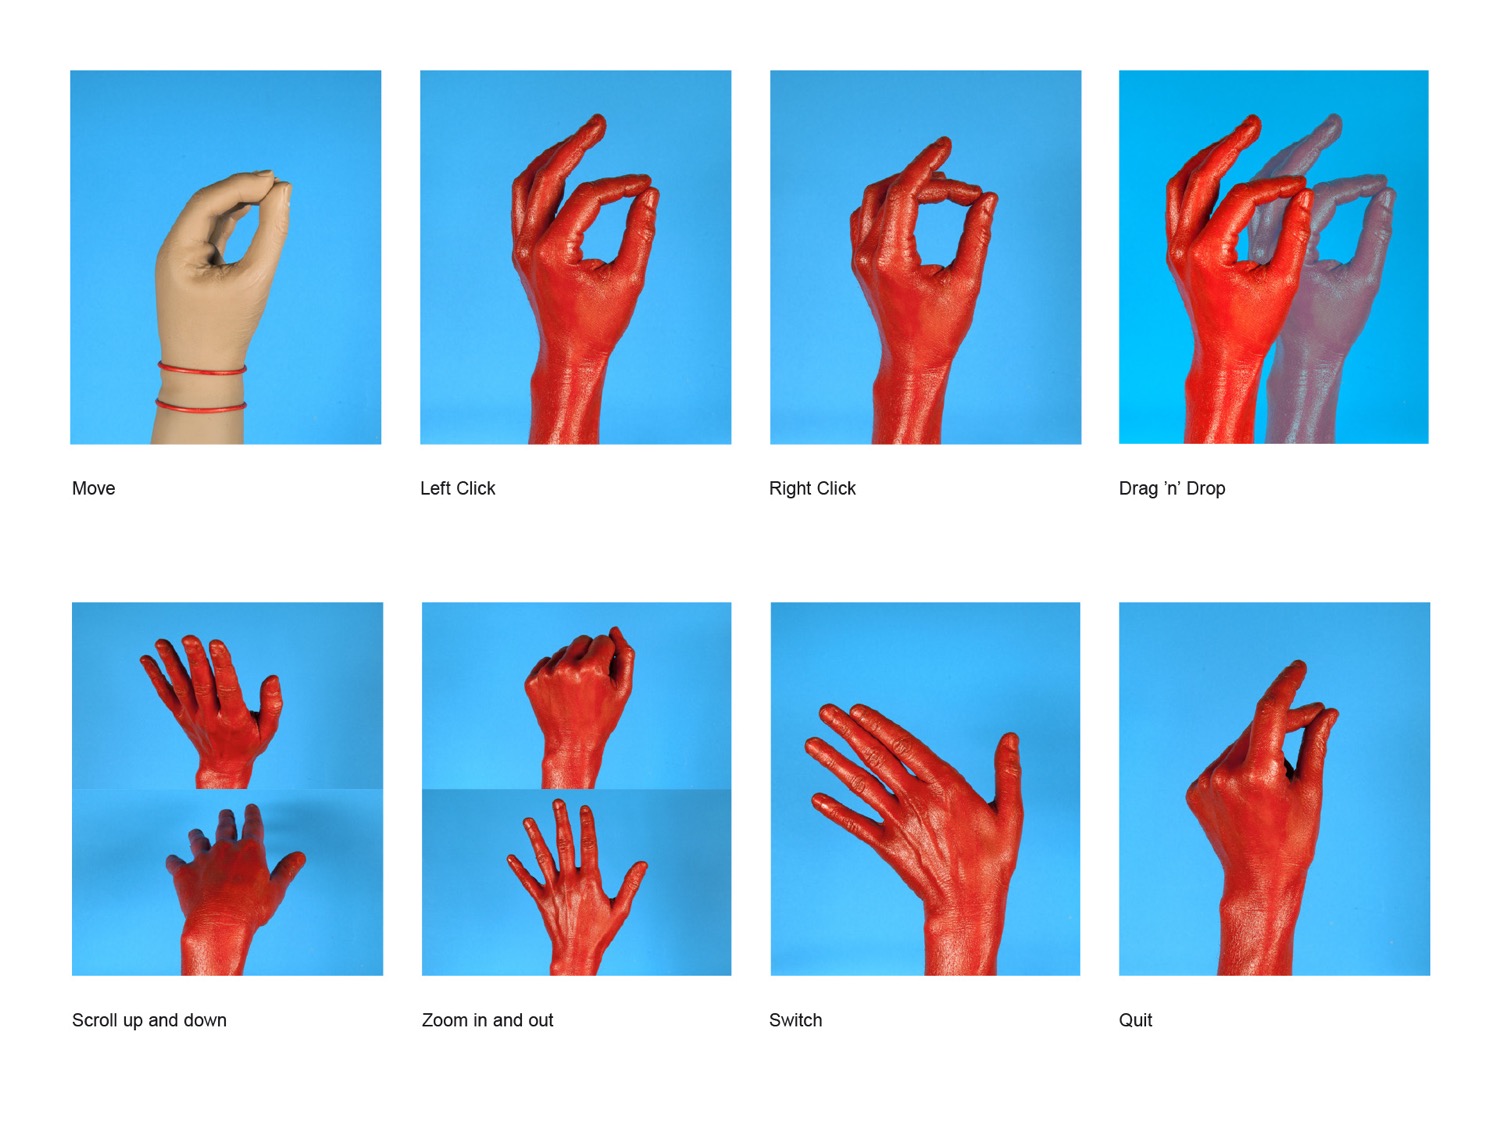 Move
Left Click
Right Click
Drag ’n’ Drop
Scroll up and down
Zoom in and out
Switch
Quit